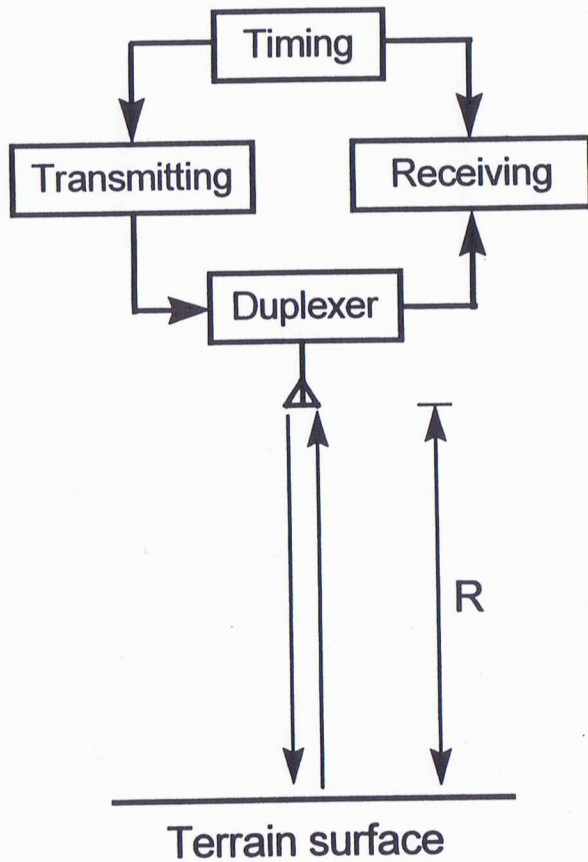 Timing
Transmitting
Receiving
Duplexer
R
Terrain surface